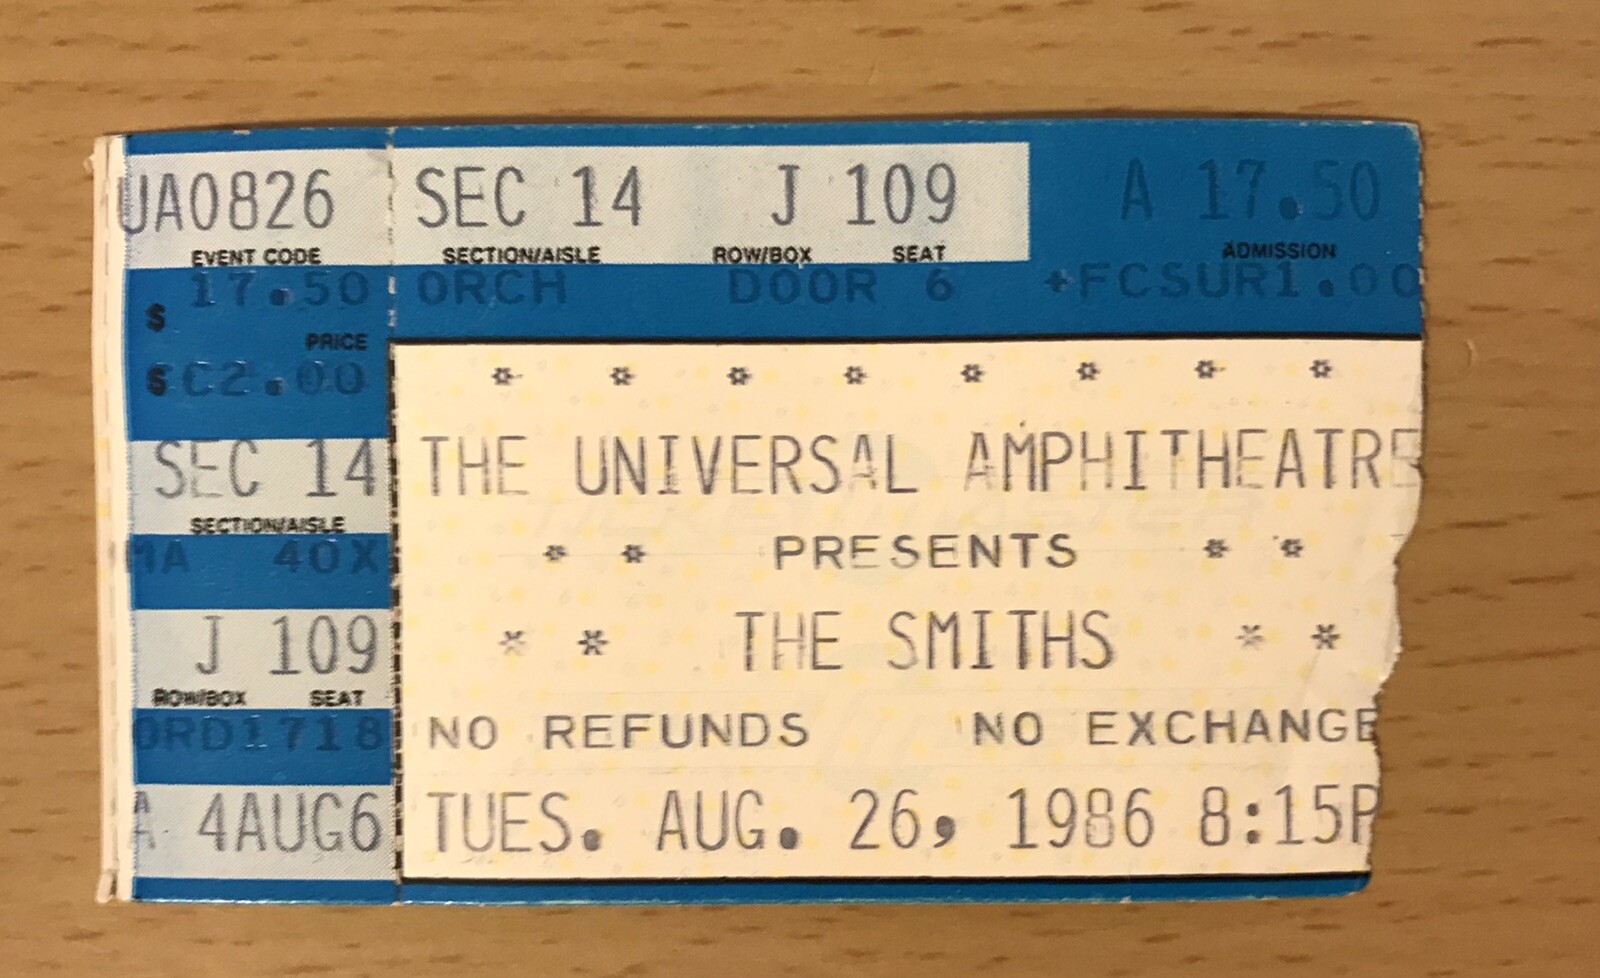 UA0826
EVENT CODE
$ 17.50
PRICE
$ C2.00
SEC 14
SECTION/AISLE
MA 40X
J 109
ROW/BOX SEAT
ORD1718
A 4AUG6
SEC 14 J 109 A 17.50
SECTION/AISLE ROW/BOX SEAT ADMISSION
ORCH DOOR 6 +FCSUR1.00
* * * * * * * *
THE UNIVERSAL AMPHITHEATRE
* * PRESENTS * *
* * THE SMITHS * *
NO REFUNDS NO EXCHANGE
TUES. AUG. 26, 1986 8:15P